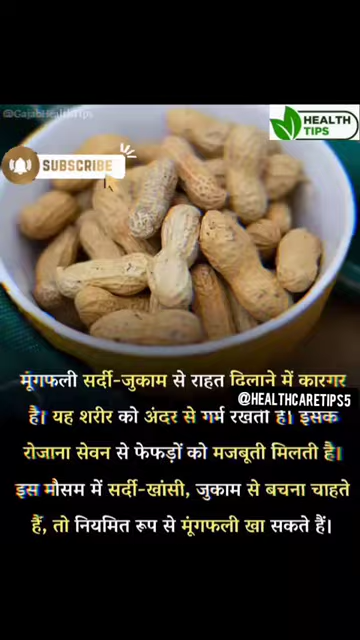 @GajabHealthTips
HEALTH
TIPS
SUBSCRIBE
मूंगफली सर्दी-जुकाम से राहत दिलाने में कारगर
@HEALTHCARETIPS5
है। यह शरीर को अंदर से गर्म रखता है। इसके
रोजाना सेवन से फेफड़ों को मजबूती मिलती है।
इस मौसम में सर्दी-खांसी, जुकाम से बचना चाहते
हैं, तो नियमित रूप से मूंगफली खा सकते हैं।